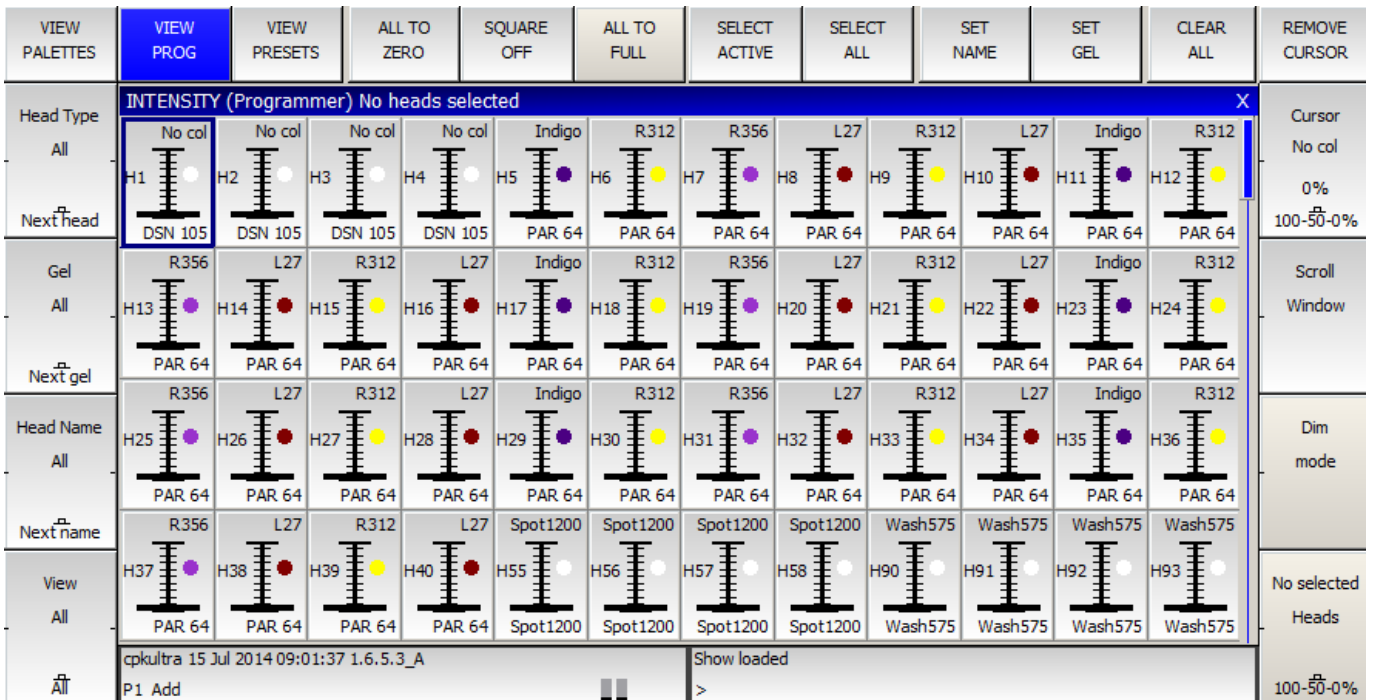 VIEW PALETTES
VIEW PROG
VIEW PRESETS
ALL TO ZERO
SQUARE OFF
ALL TO FULL
SELECT ACTIVE
SELECT ALL
SET NAME
SET GEL
CLEAR ALL
REMOVE CURSOR
Head Type
All
Next head
Gel
All
Next gel
Head Name
All
Next name
View
All
All
INTENSITY (Programmer) No heads selected X
No col No col No col No col Indigo R312 R356 L27 R312 L27 Indigo R312
H1 H2 H3 H4 H5 H6 H7 H8 H9 H10 H11 H12
DSN 105 DSN 105 DSN 105 DSN 105 PAR 64 PAR 64 PAR 64 PAR 64 PAR 64 PAR 64 PAR 64 PAR 64
R356 L27 R312 L27 Indigo R312 R356 L27 R312 L27 Indigo R312
H13 H14 H15 H16 H17 H18 H19 H20 H21 H22 H23 H24
PAR 64 PAR 64 PAR 64 PAR 64 PAR 64 PAR 64 PAR 64 PAR 64 PAR 64 PAR 64 PAR 64 PAR 64
R356 L27 R312 L27 Indigo R312 R356 L27 R312 L27 Indigo R312
H25 H26 H27 H28 H29 H30 H31 H32 H33 H34 H35 H36
PAR 64 PAR 64 PAR 64 PAR 64 PAR 64 PAR 64 PAR 64 PAR 64 PAR 64 PAR 64 PAR 64 PAR 64
R356 L27 R312 L27 Spot1200 Spot1200 Spot1200 Spot1200 Wash575 Wash575 Wash575 Wash575
H37 H38 H39 H40 H55 H56 H57 H58 H90 H91 H92 H93
PAR 64 PAR 64 PAR 64 PAR 64 Spot1200 Spot1200 Spot1200 Spot1200 Wash575 Wash575 Wash575 Wash575
cpkultra 15 Jul 2014 09:01:37 1.6.5.3_A
P1 Add
Show loaded
>
Cursor
No col
0%
100-50-0%
Scroll
Window
Dim
mode
No selected
Heads
100-50-0%